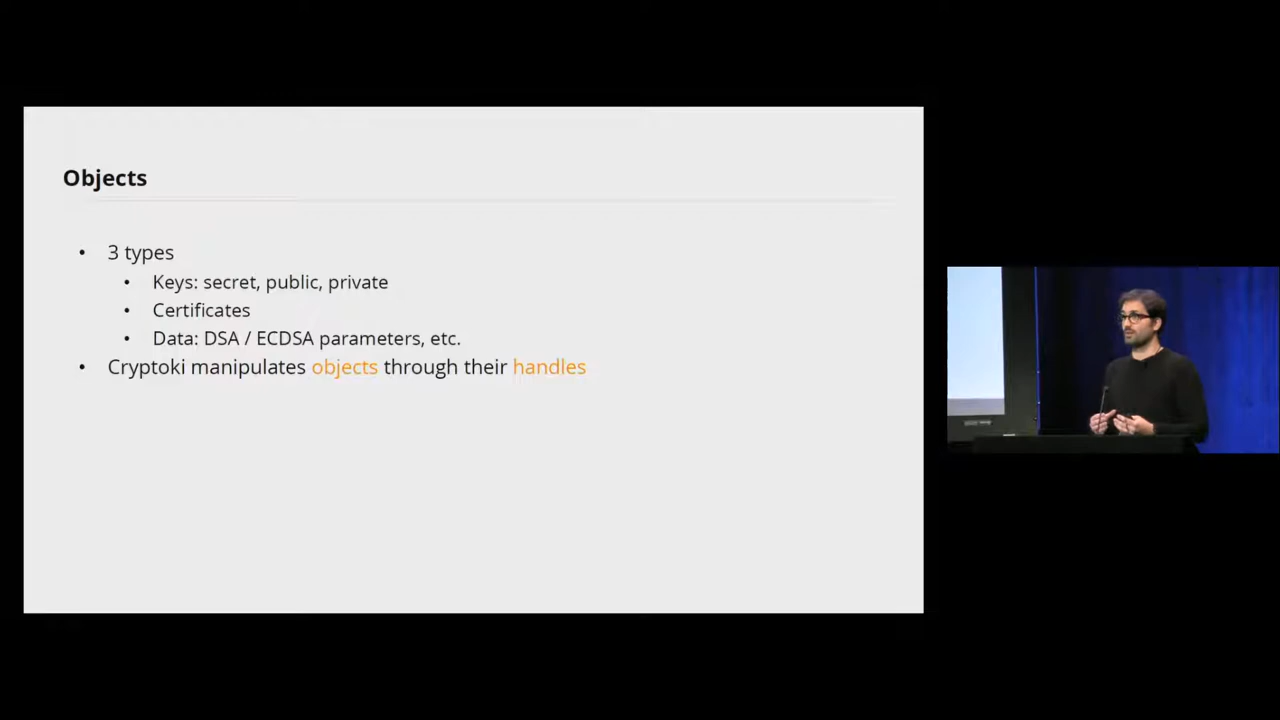 Objects
• 3 types
• Keys: secret, public, private
• Certificates
• Data: DSA / ECDSA parameters, etc.
• Cryptoki manipulates objects through their handles